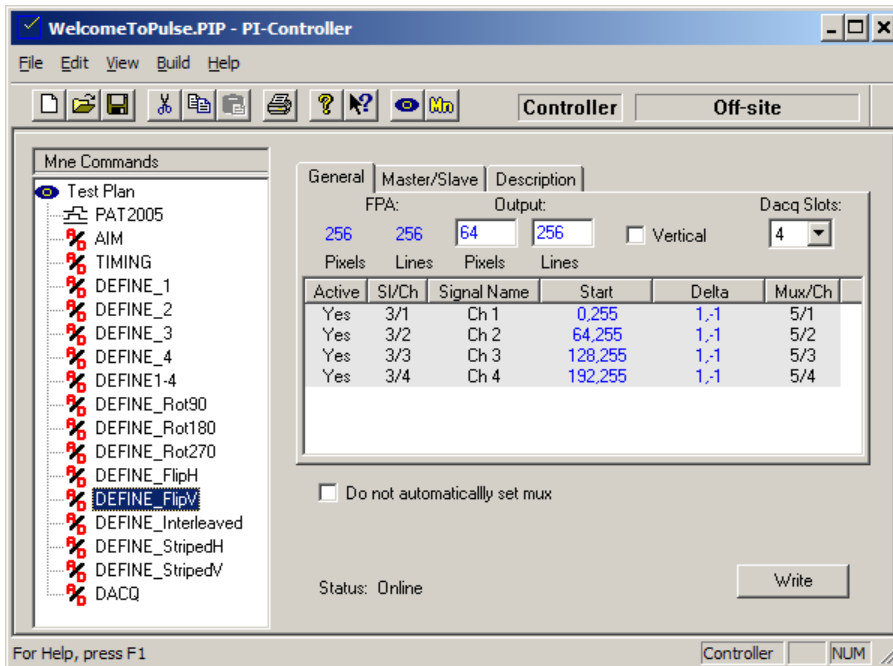 WelcomeToPulse.PIP - PI-Controller
File Edit View Build Help
Controller Off-site
Mne Commands
Test Plan
PAT2005
AIM
TIMING
DEFINE_1
DEFINE_2
DEFINE_3
DEFINE_4
DEFINE1-4
DEFINE_Rot90
DEFINE_Rot180
DEFINE_Rot270
DEFINE_FlipH
DEFINE_FlipV
DEFINE_Interleaved
DEFINE_StripedH
DEFINE_StripedV
DACQ
General Master/Slave Description
FPA: Output: Dacq Slots:
256 256 64 256 Vertical 4
Pixels Lines Pixels Lines
Active SI/Ch Signal Name Start Delta Mux/Ch
Yes 3/1 Ch 1 0,255 1,-1 5/1
Yes 3/2 Ch 2 64,255 1,-1 5/2
Yes 3/3 Ch 3 128,255 1,-1 5/3
Yes 3/4 Ch 4 192,255 1,-1 5/4
Do not automaticallly set mux
Status: Online Write
For Help, press F1 Controller NUM